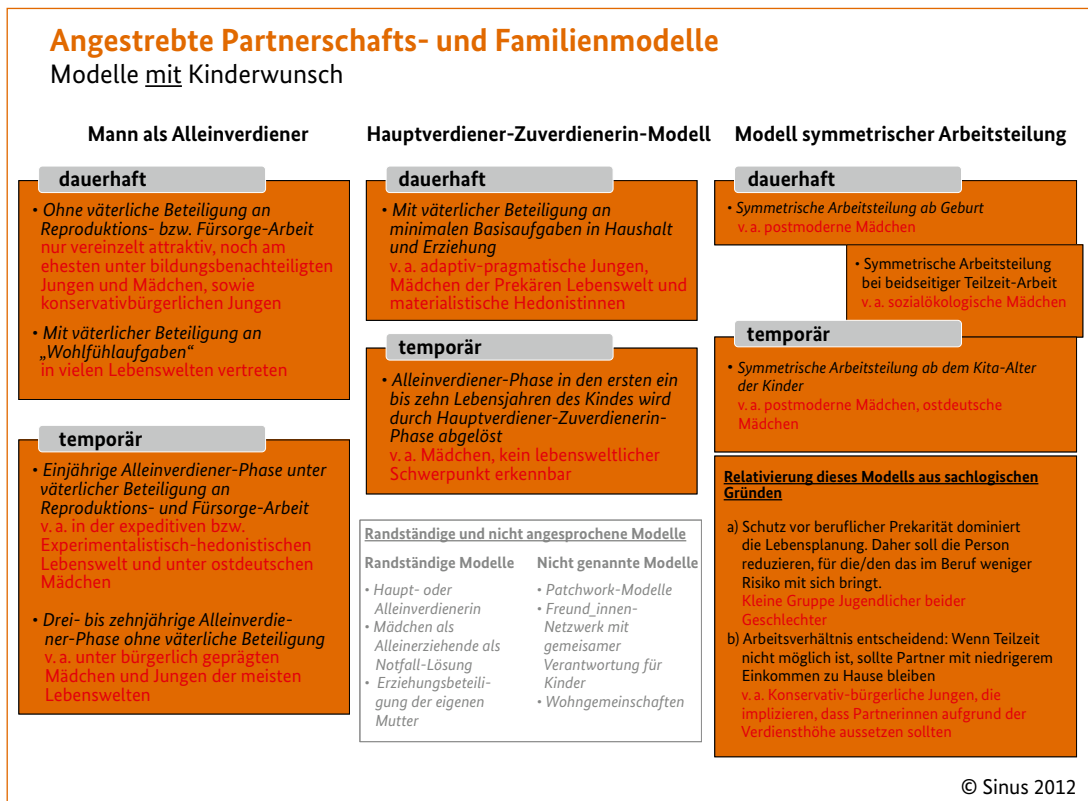 Angestrebte Partnerschafts- und Familienmodelle
Modelle mit Kinderwunsch
Mann als Alleinverdiener
dauerhaft
• Ohne väterliche Beteiligung an
Reproduktions- bzw. Fürsorge-Arbeit
nur vereinzelt attraktiv, noch am
ehesten unter bildungsbenachteiligten
Jungen und Mädchen, sowie
konservativbürgerlichen Jungen
• Mit väterlicher Beteiligung an
„Wohlfühlaufgaben“
in vielen Lebenswelten vertreten
temporär
• Einjährige Alleinverdiener-Phase unter
väterlicher Beteiligung an
Reproduktions- und Fürsorge-Arbeit
v. a. in der expeditiven bzw.
Experimentalistisch-hedonistischen
Lebenswelt und unter ostdeutschen
Mädchen
• Drei- bis zehnjährige Alleinverdie-
ner-Phase ohne väterliche Beteiligung
v. a. unter bürgerlich geprägten
Mädchen und Jungen der meisten
Lebenswelten
Hauptverdiener-Zuverdienerin-Modell
dauerhaft
• Mit väterlicher Beteiligung an
minimalen Basisaufgaben in Haushalt
und Erziehung
v. a. adaptiv-pragmatische Jungen,
Mädchen der Prekären Lebenswelt und
materialistische Hedonistinnen
temporär
• Alleinverdiener-Phase in den ersten ein
bis zehn Lebensjahren des Kindes wird
durch Hauptverdiener-Zuverdienerin-
Phase abgelöst
v. a. Mädchen, kein lebensweltlicher
Schwerpunkt erkennbar
Randständige und nicht angesprochene Modelle
Randständige Modelle
• Haupt- oder
Alleinverdienerin
• Mädchen als
Alleinerziehende als
Notfall-Lösung
• Erziehungsbeteili-
gung der eigenen
Mutter
Nicht genannte Modelle
• Patchwork-Modelle
• Freund_innen-
Netzwerk mit
gemeinsamer
Verantwortung für
Kinder
• Wohngemeinschaften
Modell symmetrischer Arbeitsteilung
dauerhaft
• Symmetrische Arbeitsteilung ab Geburt
v. a. postmoderne Mädchen
• Symmetrische Arbeitsteilung
bei beidseitiger Teilzeit-Arbeit
v. a. sozialökologische Mädchen
temporär
• Symmetrische Arbeitsteilung ab dem Kita-Alter
der Kinder
v. a. postmoderne Mädchen, ostdeutsche
Mädchen
Relativierung dieses Modells aus sachlogischen
Gründen
a) Schutz vor beruflicher Prekarität dominiert
die Lebensplanung. Daher soll die Person
reduzieren, für die/den das im Beruf weniger
Risiko mit sich bringt.
Kleine Gruppe Jugendlicher beider
Geschlechter
b) Arbeitsverhältnis entscheidend: Wenn Teilzeit
nicht möglich ist, sollte Partner mit niedrigerem
Einkommen zu Hause bleiben
v. a. Konservativ-bürgerliche Jungen, die
implizieren, dass Partnerinnen aufgrund der
Verdiensthöhe aussetzen sollten
© Sinus 2012